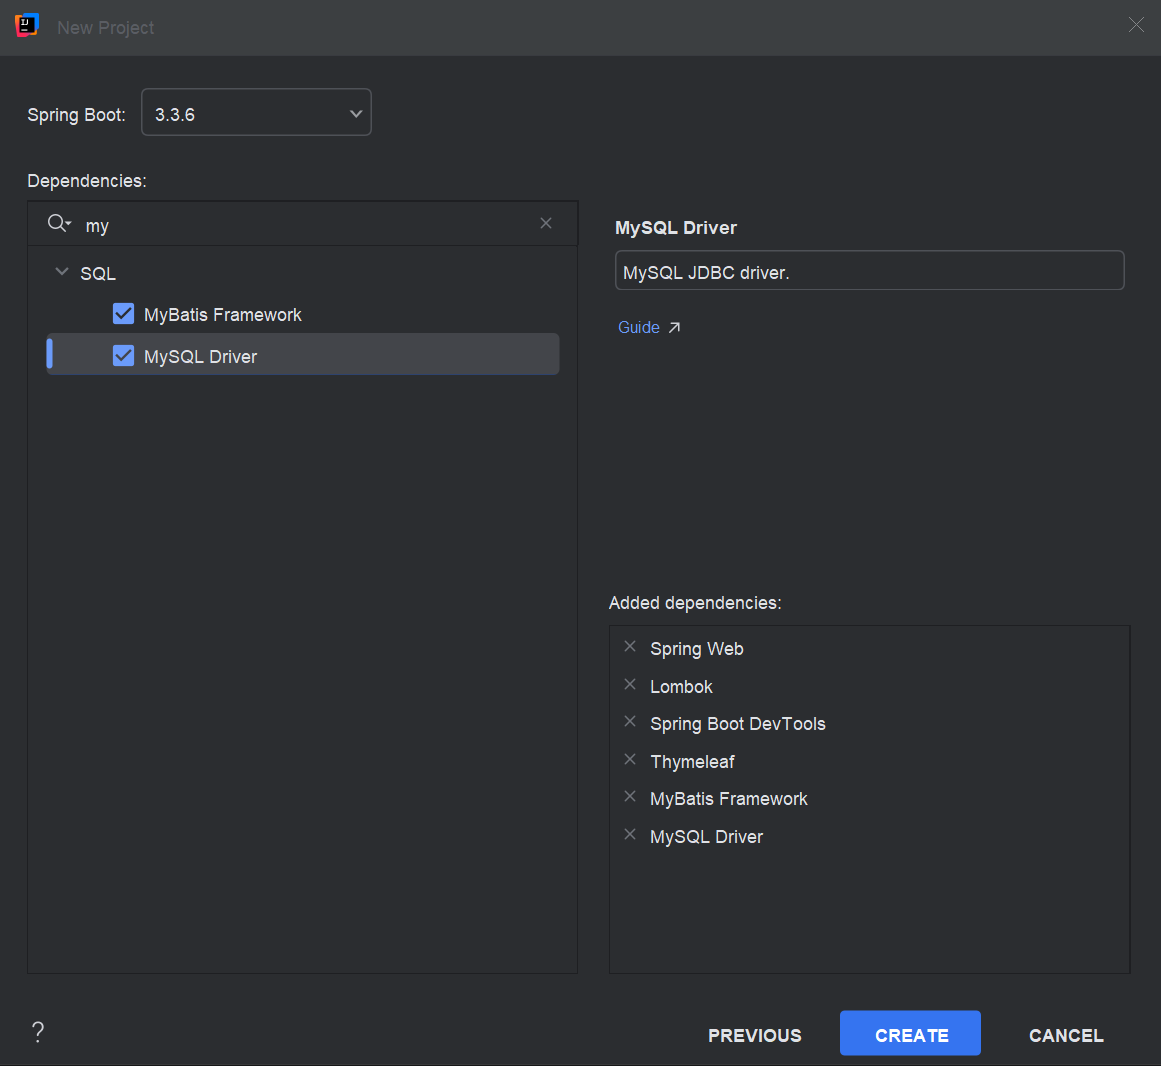 New Project
Spring Boot: 3.3.6
Dependencies:
my
SQL
MyBatis Framework
MySQL Driver
MySQL Driver
MySQL JDBC driver.
Guide
Added dependencies:
Spring Web
Lombok
Spring Boot DevTools
Thymeleaf
MyBatis Framework
MySQL Driver
?
PREVIOUS
CREATE
CANCEL